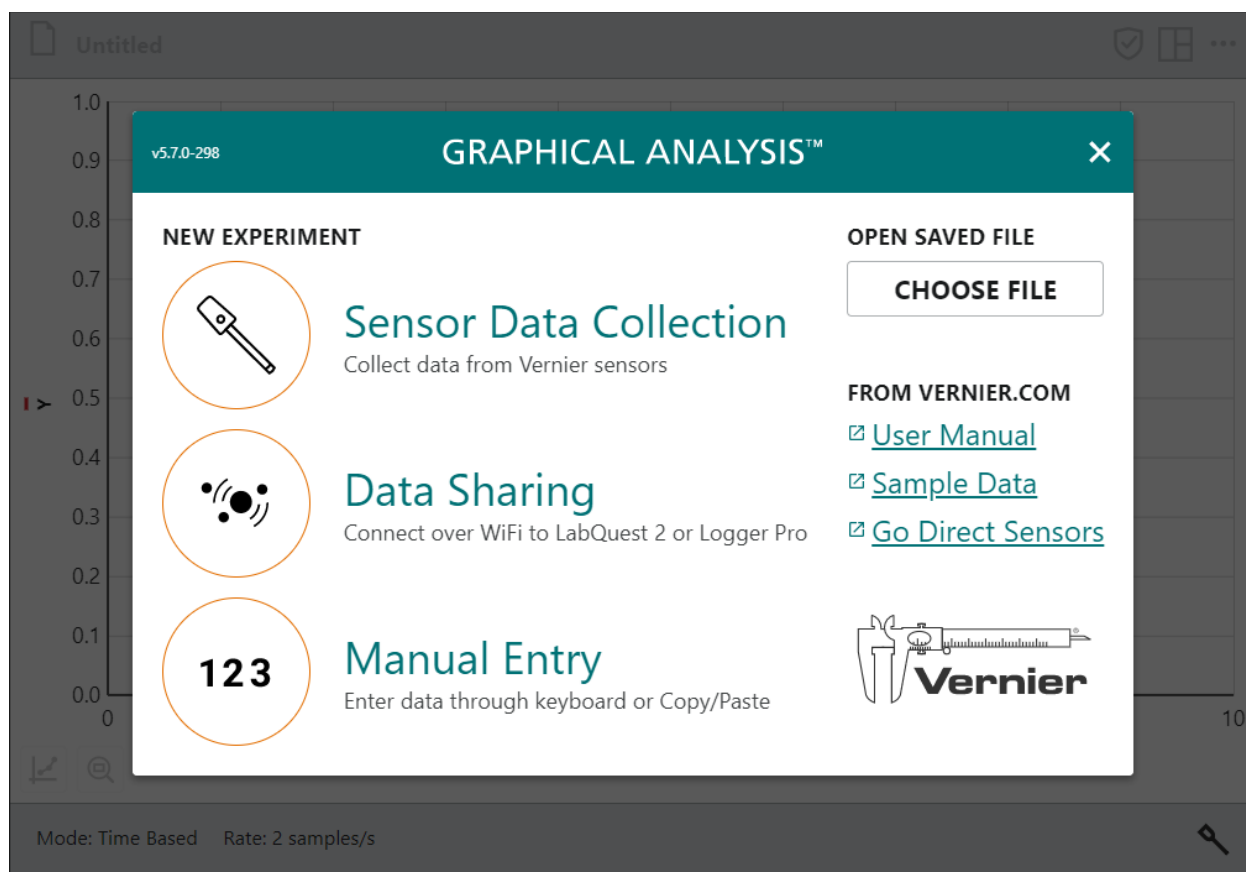 Untitled
v5.7.0-298
GRAPHICAL ANALYSIS™
NEW EXPERIMENT
Sensor Data Collection
Collect data from Vernier sensors
Data Sharing
Connect over WiFi to LabQuest 2 or Logger Pro
123
Manual Entry
Enter data through keyboard or Copy/Paste
OPEN SAVED FILE
CHOOSE FILE
FROM VERNIER.COM
User Manual
Sample Data
Go Direct Sensors
Vernier
1.0
0.9
0.8
0.7
0.6
0.5
0.4
0.3
0.2
0.1
0.0
Y
0
10
Mode: Time Based Rate: 2 samples/s